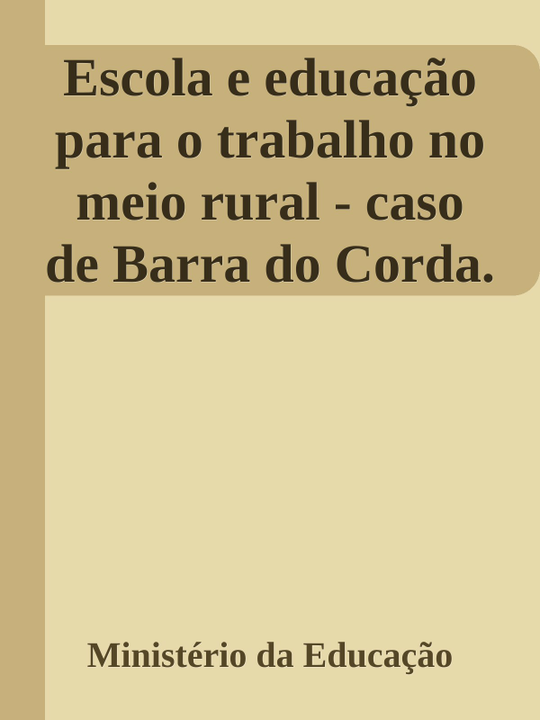 Escola e educação
para o trabalho no
meio rural - caso
de Barra do Corda.
Ministério da Educação